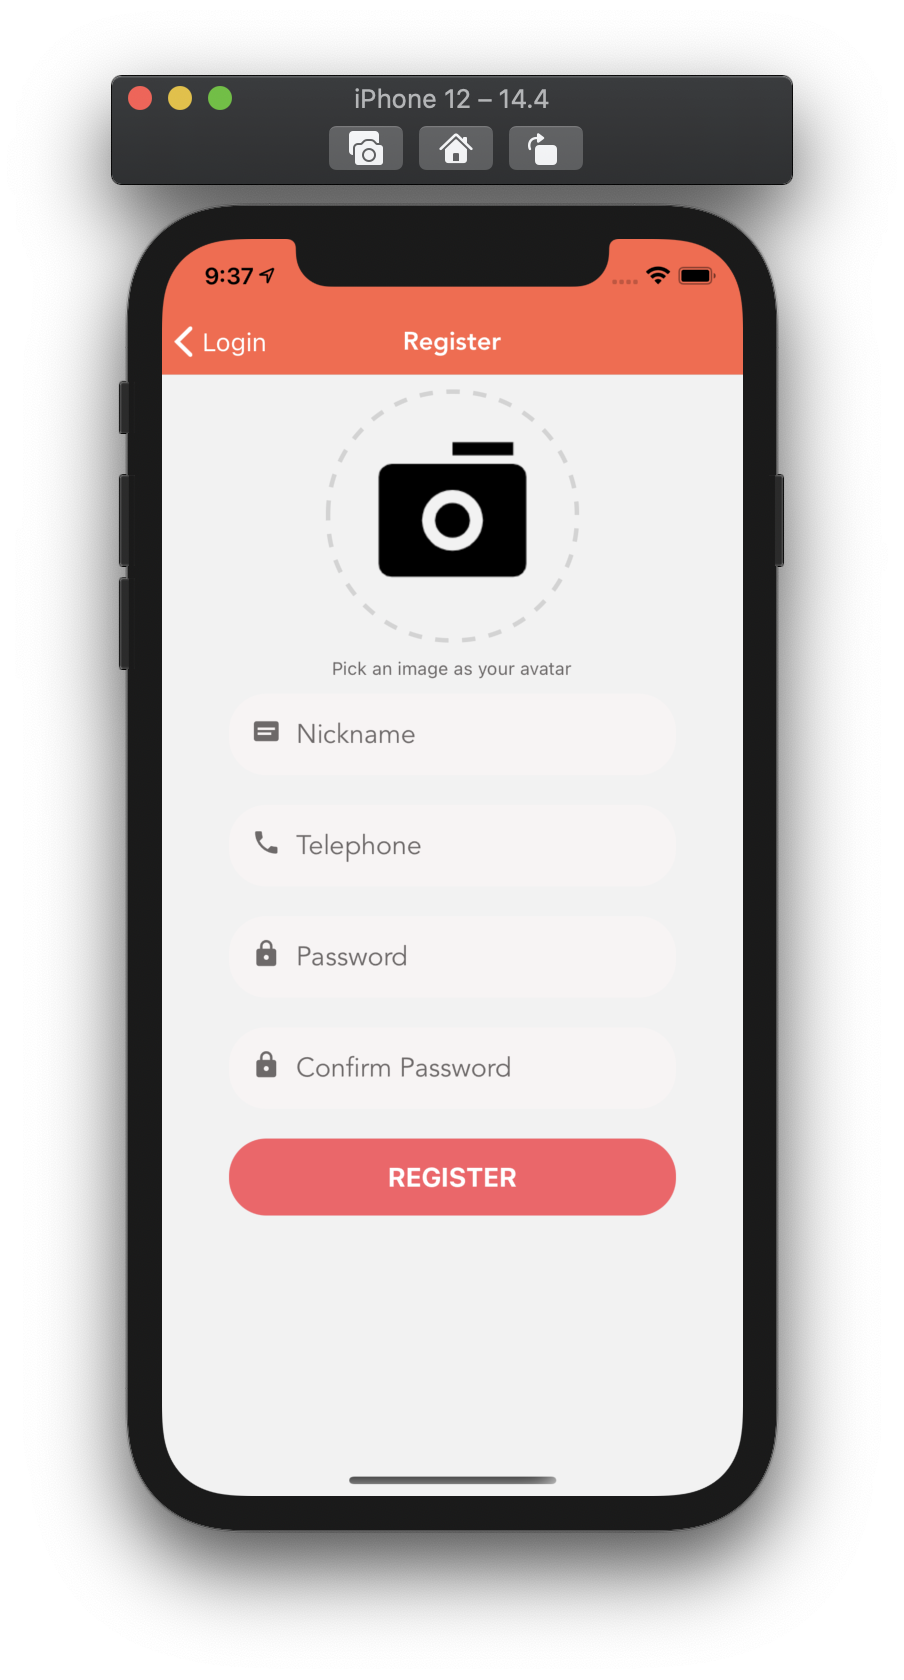 iPhone 12 – 14.4
9:37
Login
Register
Pick an image as your avatar
Nickname
Telephone
Password
Confirm Password
REGISTER